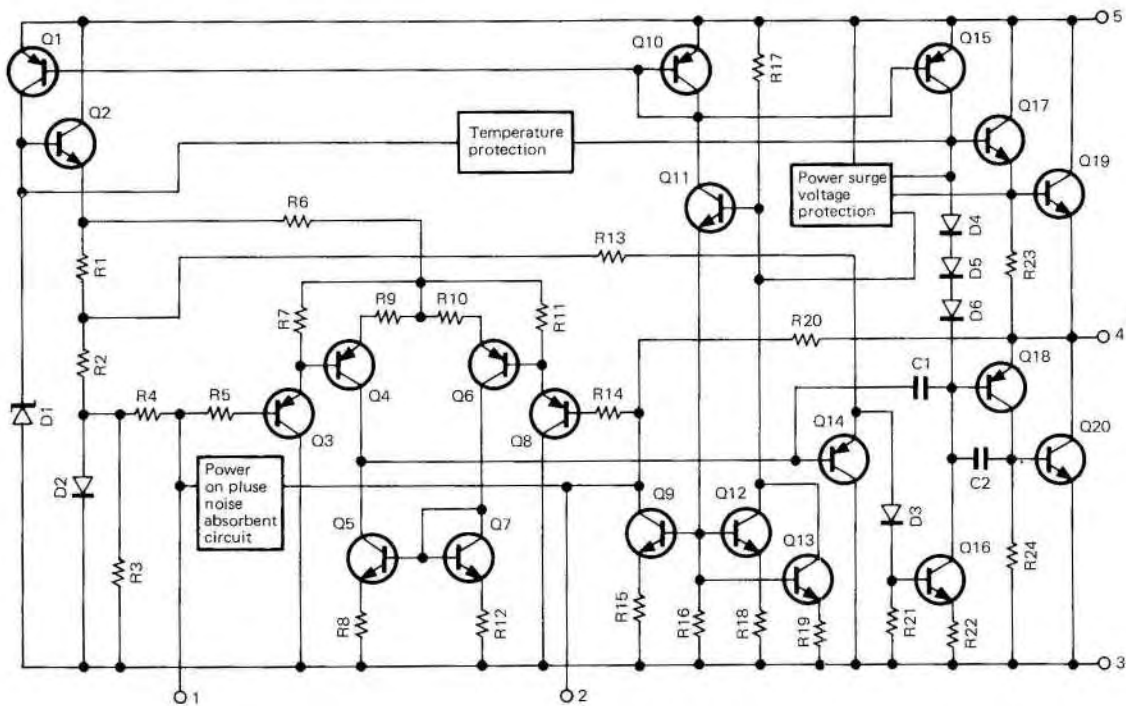 5
Q1
Q10
Q15
R17
Q2
Q17
Temperature
protection
Q19
Q11
Power surge
voltage
protection
R6
D4
R13
R1
D5
R23
R9
R10
R7
R11
D6
R20
4
R2
C1
Q18
R4
R5
Q4
Q6
R14
D1
Q3
Q8
Q14
Q20
Power
on pluse
noise
absorbent
circuit
D2
C2
Q9
Q12
D3
Q5
Q7
Q13
Q16
R3
R24
R8
R12
R15
R16
R18
R19
R21
R22
3
1
2